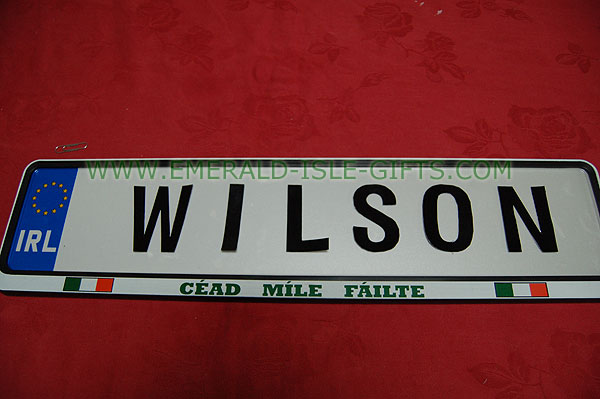 WWW.EMERALD-ISLE-GIFTS.COM
WILSON
IRL
CÉAD MÍLE FÁILTE